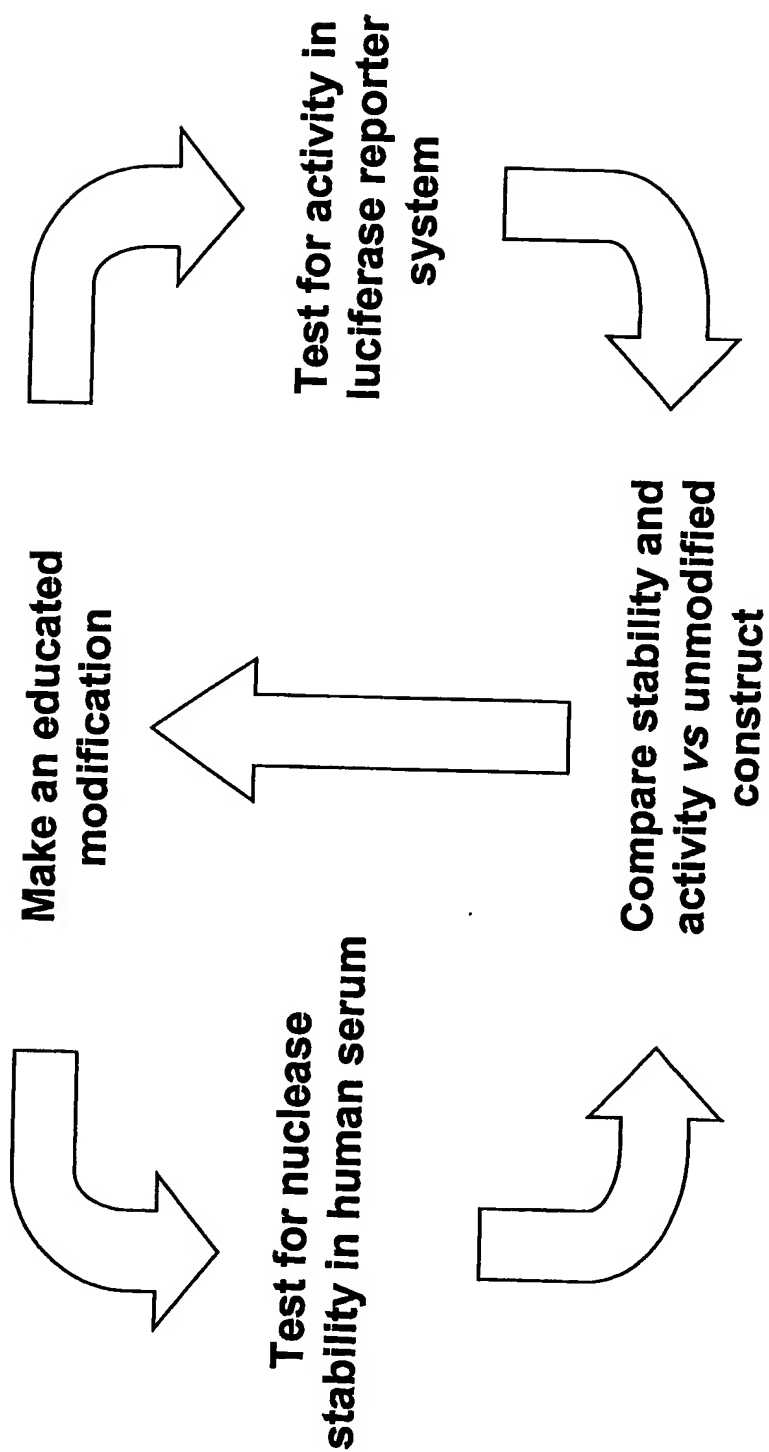 Make an educated
modification
Test for nuclease
stability in human serum
Test for activity in
luciferase reporter
system
Compare stability and
activity vs unmodified
construct